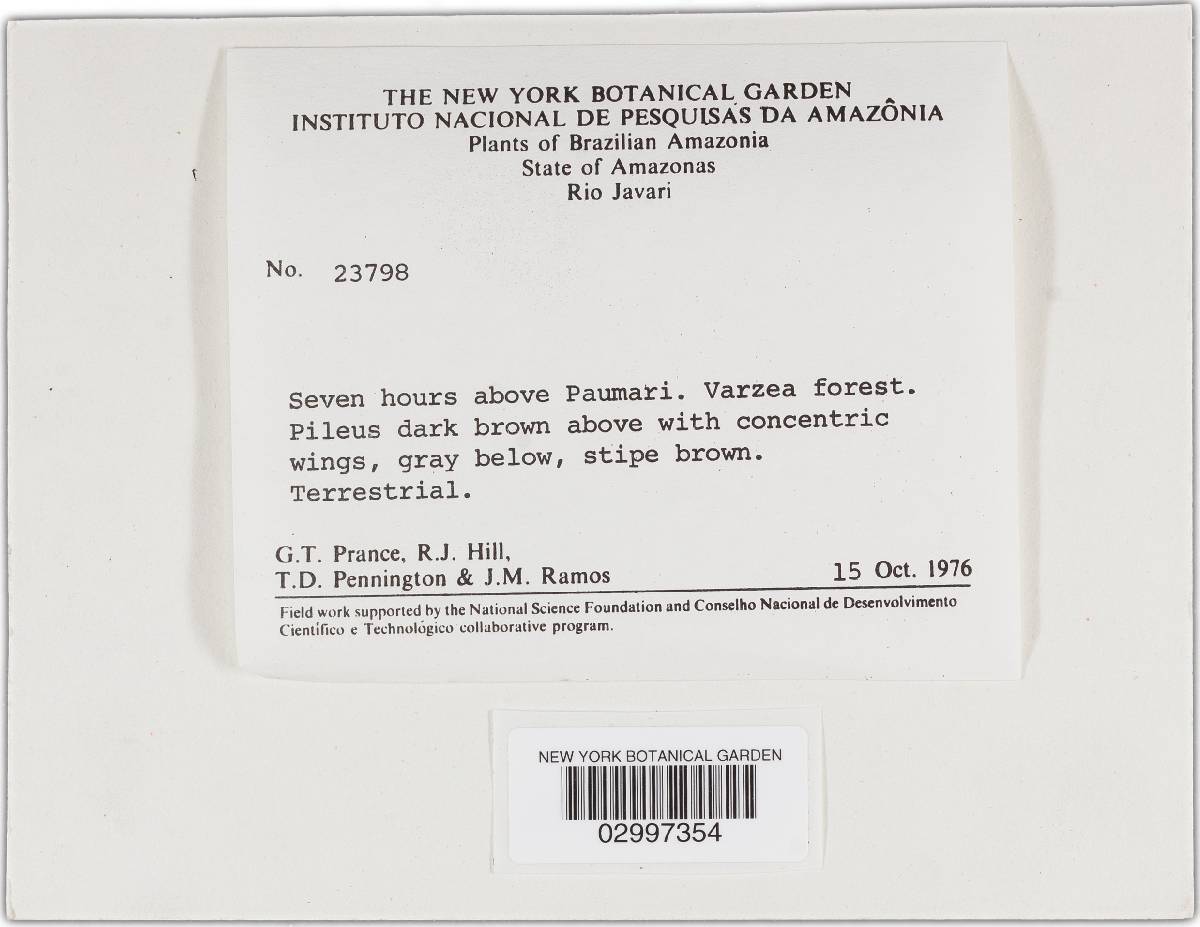 THE NEW YORK BOTANICAL GARDEN
INSTITUTO NACIONAL DE PESQUISAS DA AMAZÔNIA
Plants of Brazilian Amazonia
State of Amazonas
Rio Javari
No. 23798
Seven hours above Paumari. Varzea forest.
Pileus dark brown above with concentric
wings, gray below, stipe brown.
Terrestrial.
G.T. Prance, R.J. Hill,
T.D. Pennington & J.M. Ramos 15 Oct. 1976
Field work supported by the National Science Foundation and Conselho Nacional de Desenvolvimento
Científico e Technológico collaborative program.
NEW YORK BOTANICAL GARDEN
02997354